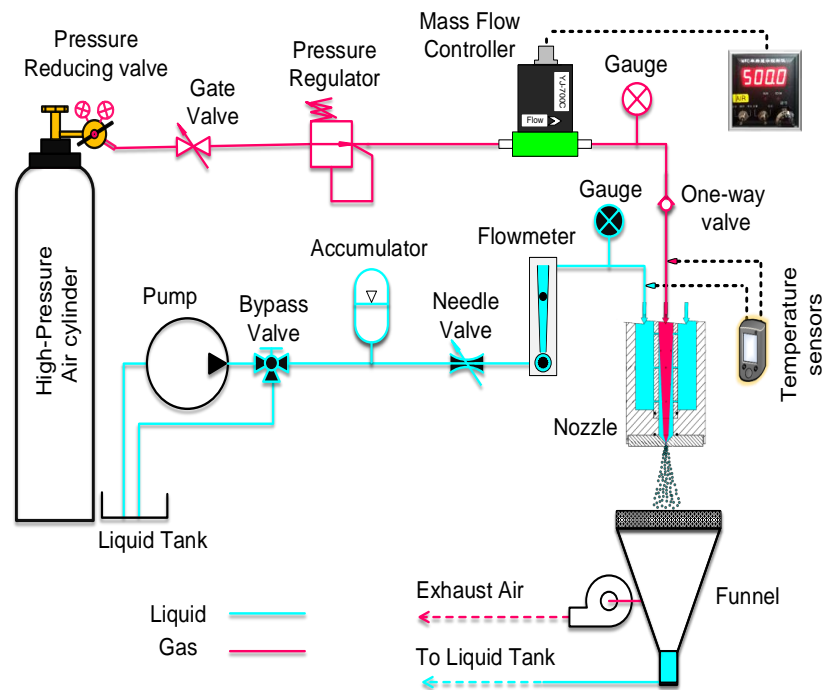 Pressure
Reducing valve
Gate
Valve
Pressure
Regulator
Mass Flow
Controller
Gauge
YJ-700C
Flow
500.0
One-way
valve
Gauge
Flowmeter
Accumulator
Pump
Bypass
Valve
Needle
Valve
High-Pressure
Air cylinder
Temperature
sensors
Nozzle
Liquid Tank
Exhaust Air
Funnel
Liquid
Gas
To Liquid Tank